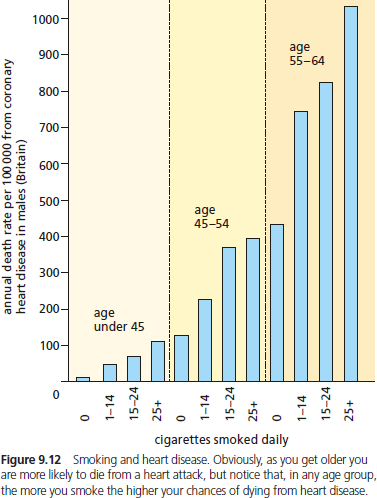 1000
900
800
700
600
500
400
300
200
100
0
annual death rate per 100 000 from coronary
heart disease in males (Britain)
age
under 45
age
45–54
age
55–64
0
1–14
15–24
25+
0
1–14
15–24
25+
0
1–14
15–24
25+
cigarettes smoked daily
Figure 9.12 Smoking and heart disease. Obviously, as you get older you
are more likely to die from a heart attack, but notice that, in any age group,
the more you smoke the higher your chances of dying from heart disease.